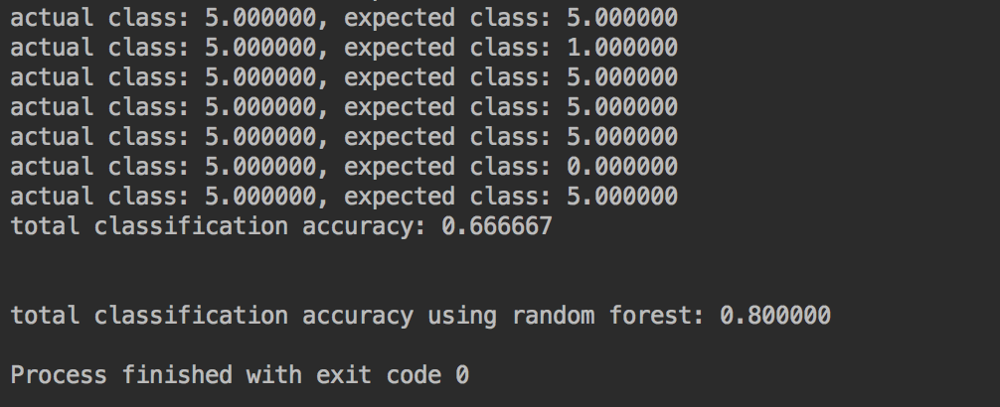 actual class: 5.000000, expected class: 5.000000
actual class: 5.000000, expected class: 1.000000
actual class: 5.000000, expected class: 5.000000
actual class: 5.000000, expected class: 5.000000
actual class: 5.000000, expected class: 5.000000
actual class: 5.000000, expected class: 0.000000
actual class: 5.000000, expected class: 5.000000
total classification accuracy: 0.666667
total classification accuracy using random forest: 0.800000
Process finished with exit code 0